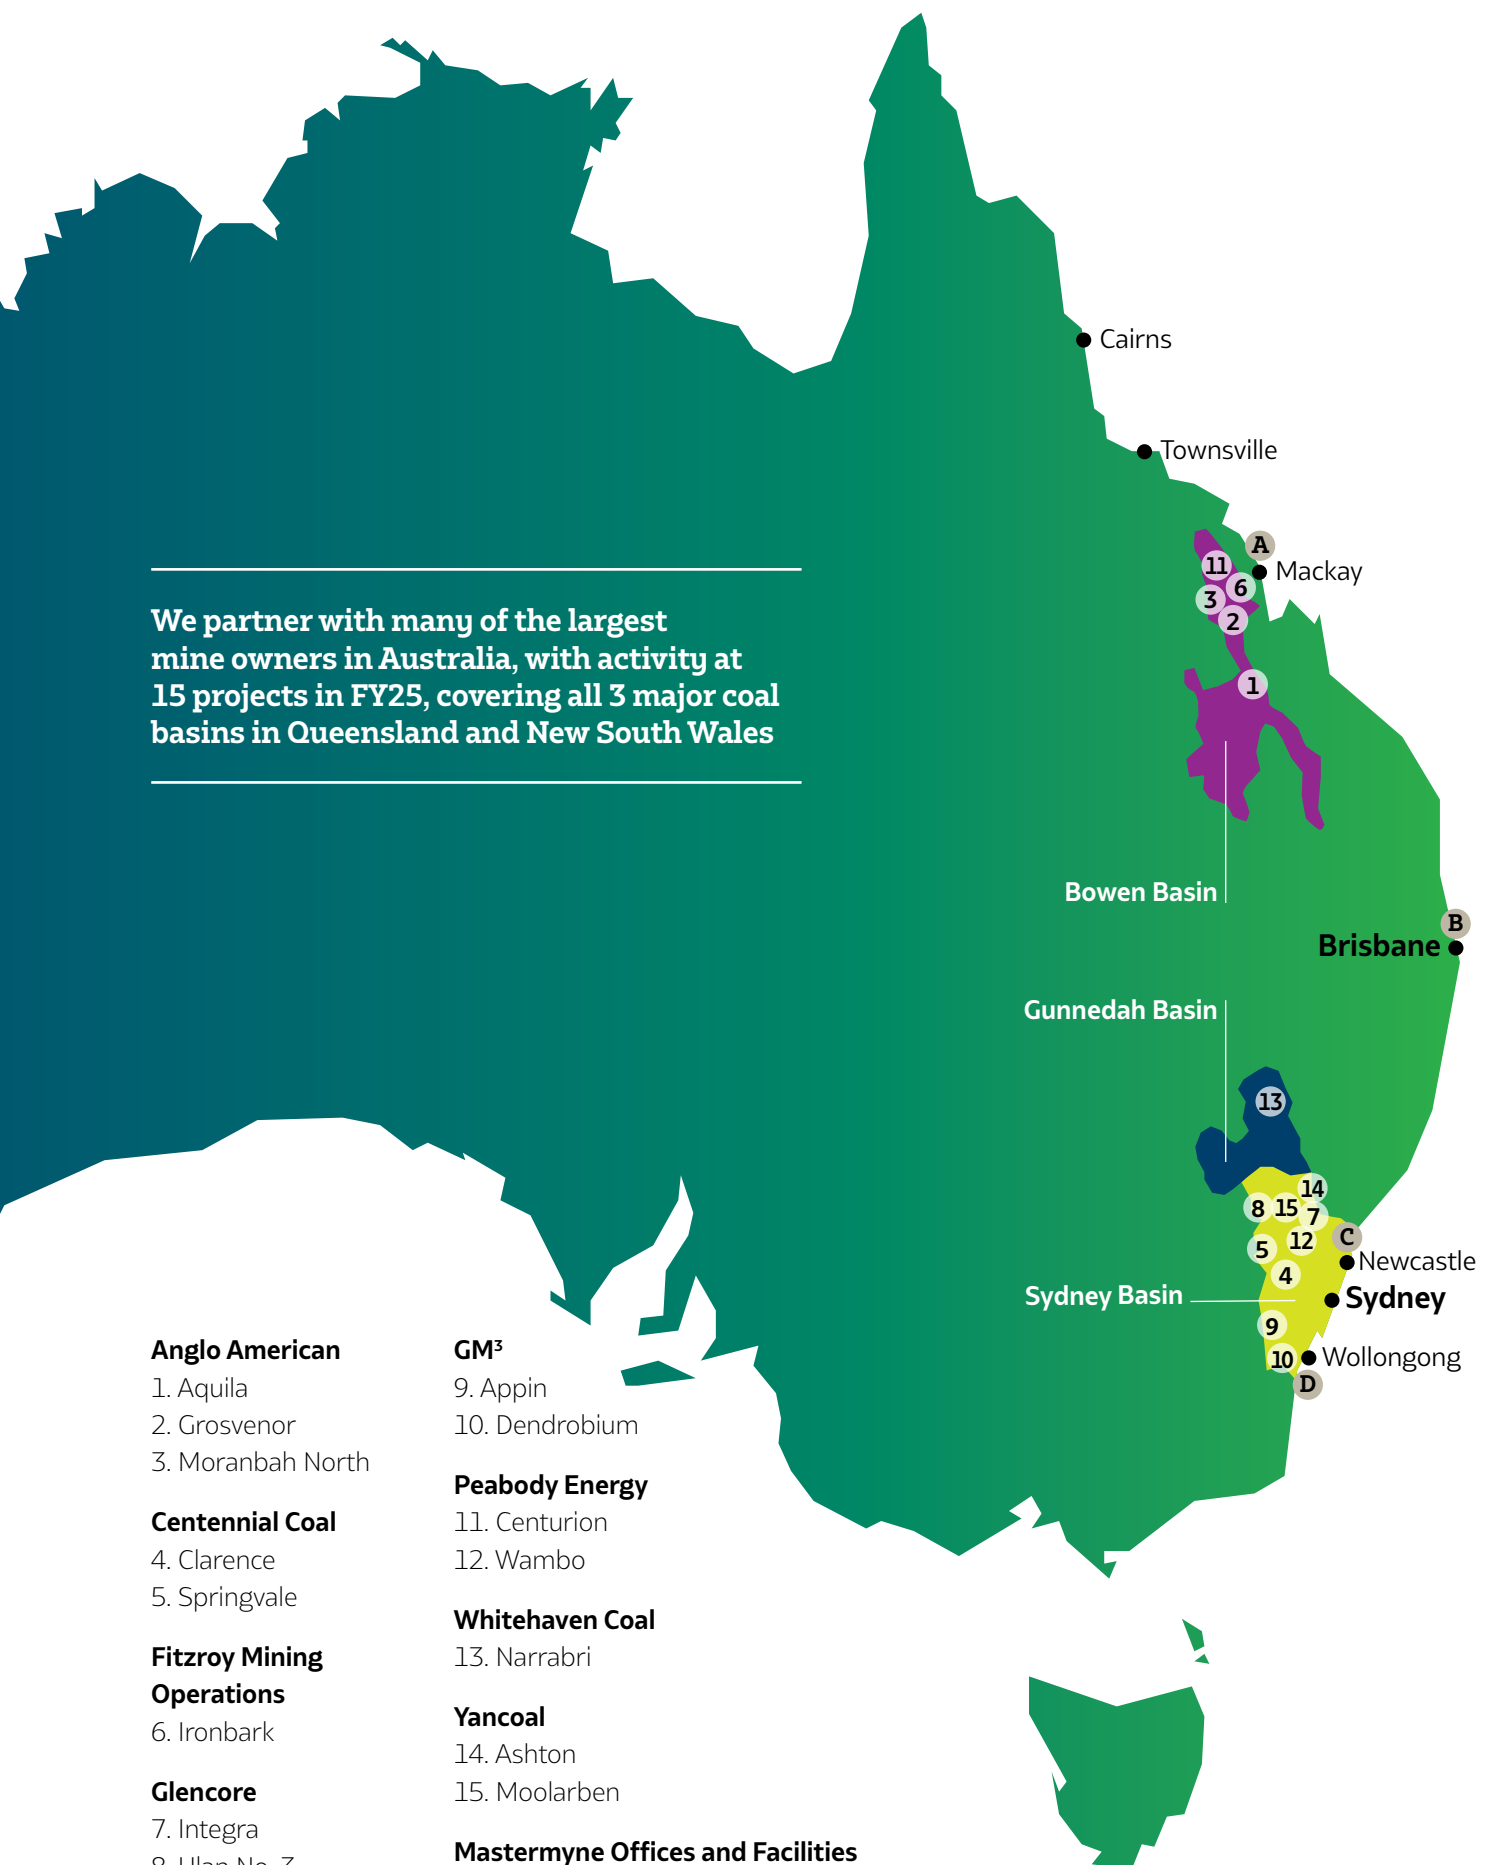 Cairns
Townsville
A
Mackay
11
6
3
2
1
We partner with many of the largest
mine owners in Australia, with activity at
15 projects in FY25, covering all 3 major coal
basins in Queensland and New South Wales
Bowen Basin
B
Brisbane
Gunnedah Basin
13
14
8
15
7
12
C
5
Newcastle
4
Sydney Basin
Sydney
9
10
Wollongong
D
Anglo American
1. Aquila
2. Grosvenor
3. Moranbah North
Centennial Coal
4. Clarence
5. Springvale
Fitzroy Mining
Operations
6. Ironbark
Glencore
7. Integra
8. Ulan No. 3
GM³
9. Appin
10. Dendrobium
Peabody Energy
11. Centurion
12. Wambo
Whitehaven Coal
13. Narrabri
Yancoal
14. Ashton
15. Moolarben
Mastermyne Offices and Facilities